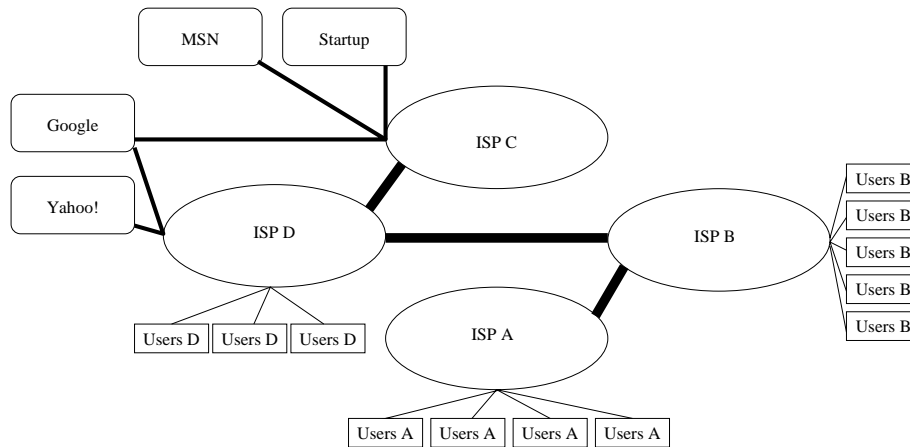 MSN
Startup
Google
ISP C
Yahoo!
ISP D
ISP B
Users B
Users B
Users B
Users B
Users B
Users D
Users D
Users D
ISP A
Users A
Users A
Users A
Users A